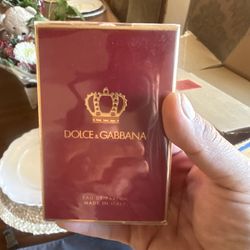 DOLCE & GABBANA
EAU DE PARFUM
MADE IN ITALY